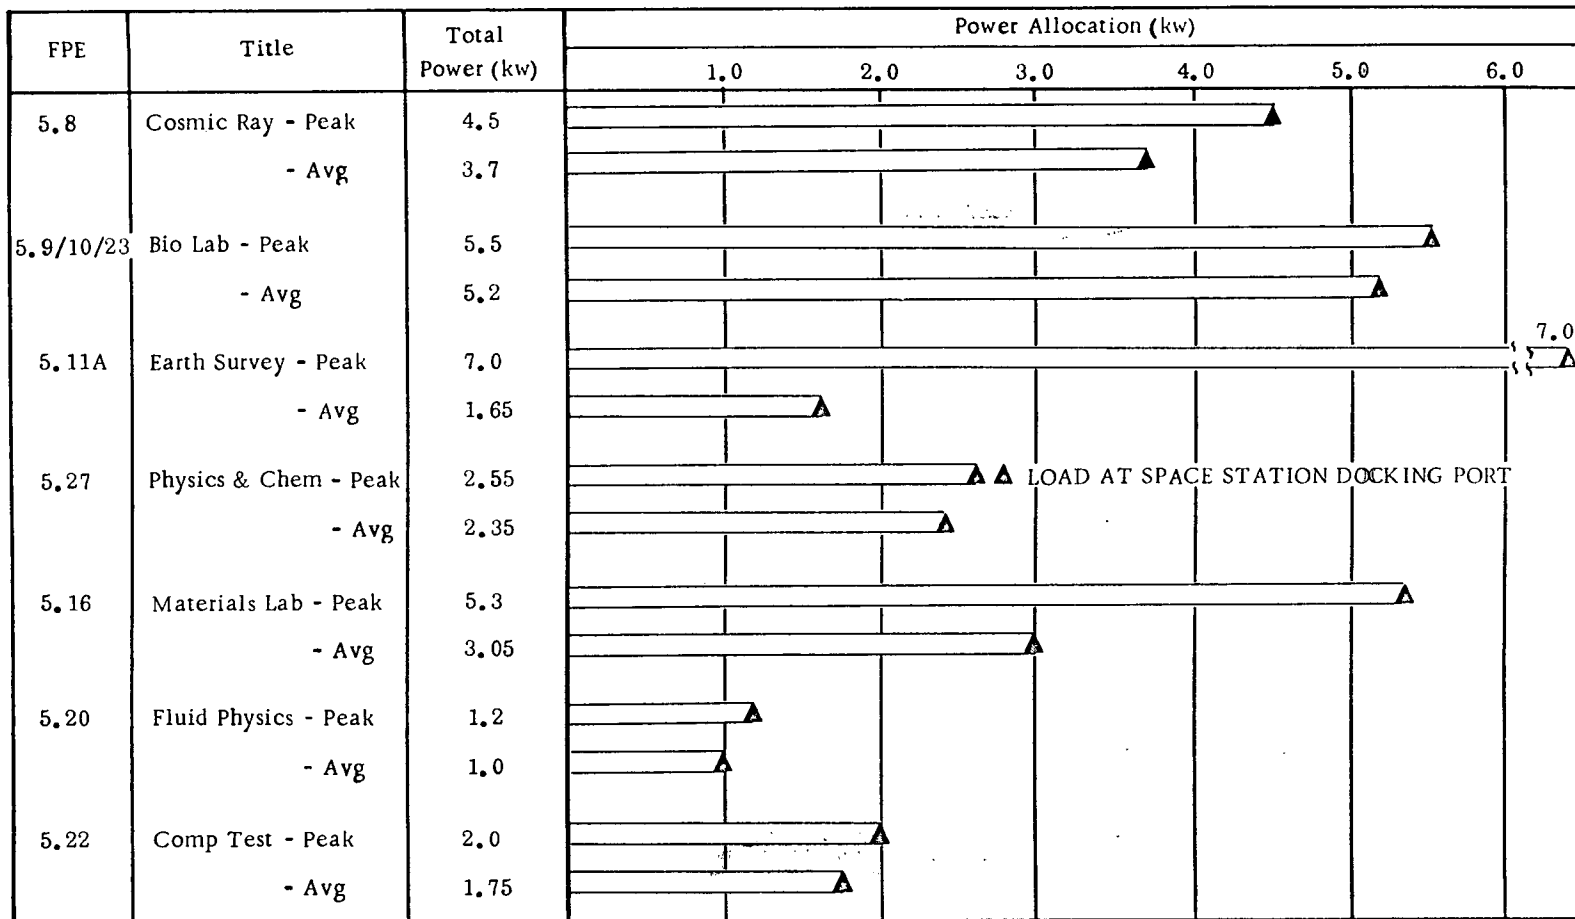 Power Allocation (kw)
FPE Title Total Power (kw)
1.0 2.0 3.0 4.0 5.0 6.0
5.8 Cosmic Ray - Peak 4.5
- Avg 3.7
5.9/10/23 Bio Lab - Peak 5.5
- Avg 5.2
7.0
5.11A Earth Survey - Peak 7.0
- Avg 1.65
5.27 Physics & Chem - Peak 2.55 LOAD AT SPACE STATION DOCKING PORT
- Avg 2.35
5.16 Materials Lab - Peak 5.3
- Avg 3.05
5.20 Fluid Physics - Peak 1.2
- Avg 1.0
5.22 Comp Test - Peak 2.0
- Avg 1.75